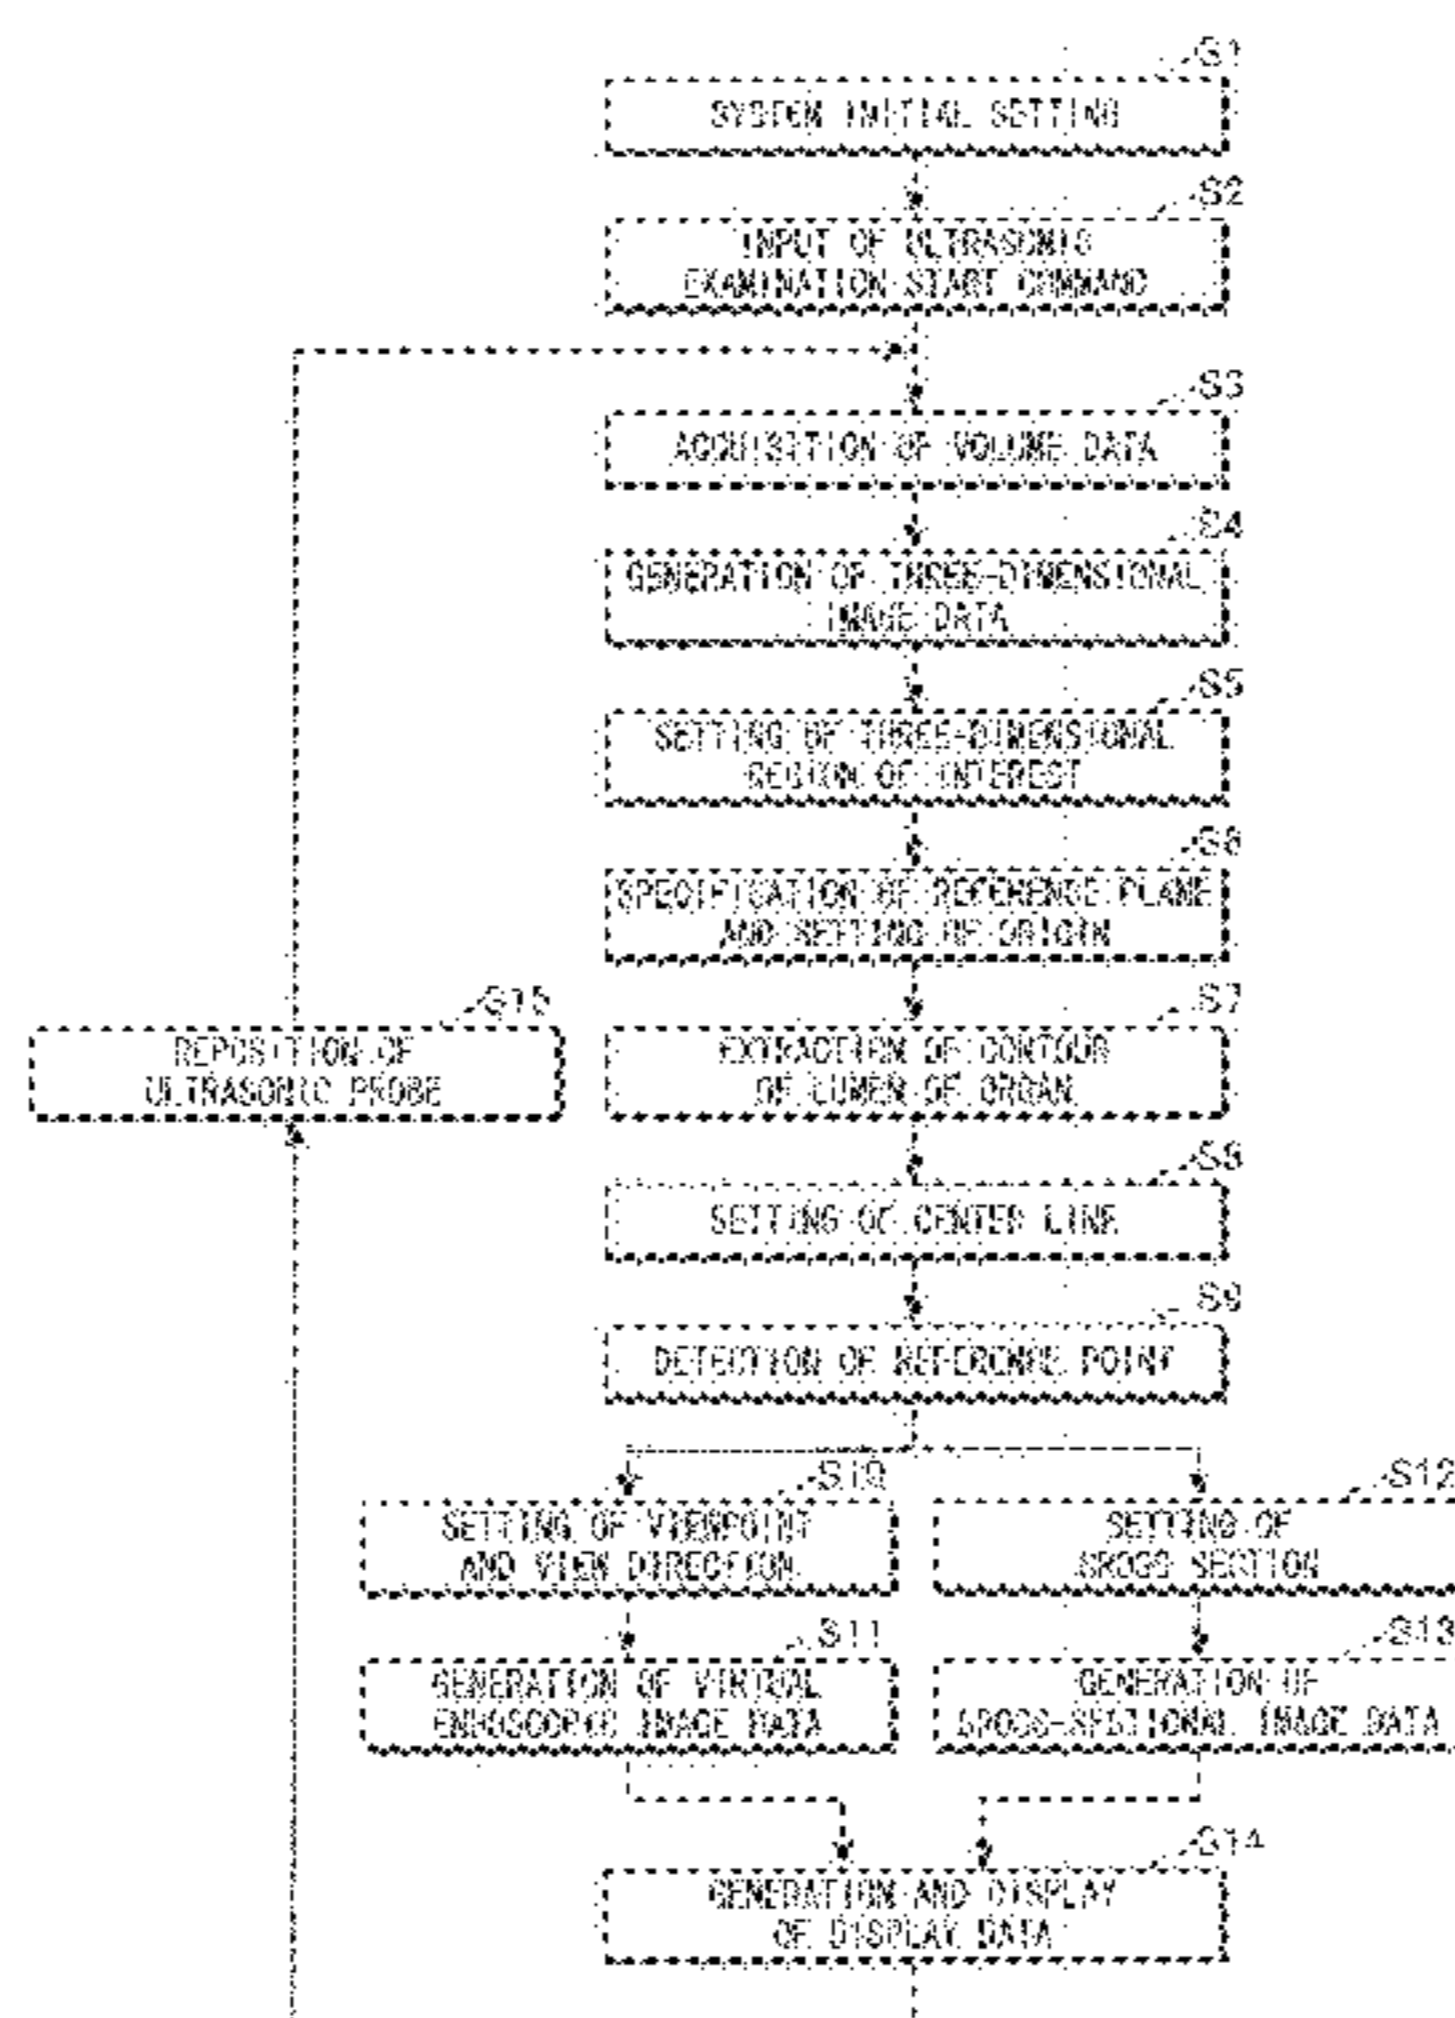 S1
SYSTEM INITIAL SETTING
S2
INPUT OF ULTRASONIC
EXAMINATION START COMMAND
S3
ACQUISITION OF VOLUME DATA
S4
GENERATION OF THREE-DIMENSIONAL
IMAGE DATA
S5
SETTING OF THREE-DIMENSIONAL
REGION OF INTEREST
S6
SPECIFICATION OF REFERENCE PLANE
AND SETTING OF ORIGIN
S15
REPOSITION OF
ULTRASONIC PROBE
S7
EXTRACTION OF CONTOUR
OF LUMEN OF ORGAN
S8
SETTING OF CENTER LINE
S9
DETECTION OF REFERENCE POINT
S10
SETTING OF VIEWPOINT
AND VIEW DIRECTION
S12
SETTING OF
CROSS SECTION
S11
GENERATION OF VIRTUAL
ENDOSCOPIC IMAGE DATA
S13
GENERATION OF
CROSS-SECTIONAL IMAGE DATA
S14
GENERATION AND DISPLAY
OF DISPLAY DATA